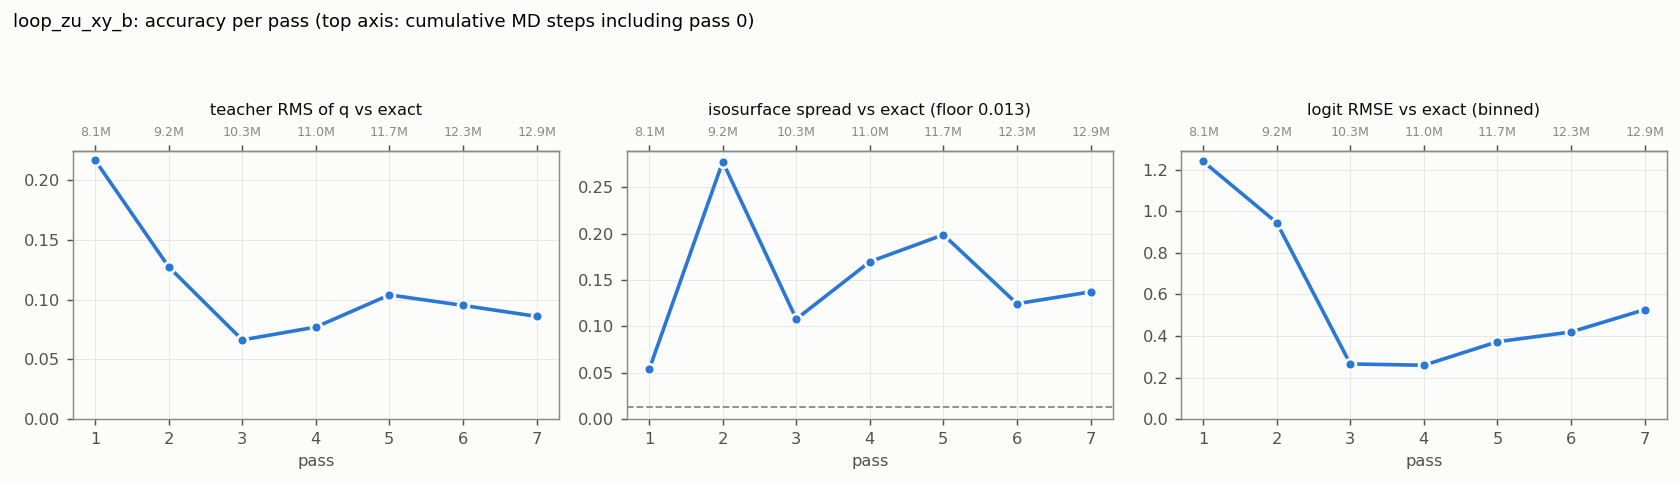 loop_zu_xy_b: accuracy per pass (top axis: cumulative MD steps including pass 0)
teacher RMS of q vs exact
8.1M 9.2M 10.3M 11.0M 11.7M 12.3M 12.9M
0.20
0.15
0.10
0.05
0.00
1 2 3 4 5 6 7
pass
isosurface spread vs exact (floor 0.013)
8.1M 9.2M 10.3M 11.0M 11.7M 12.3M 12.9M
0.25
0.20
0.15
0.10
0.05
0.00
1 2 3 4 5 6 7
pass
logit RMSE vs exact (binned)
8.1M 9.2M 10.3M 11.0M 11.7M 12.3M 12.9M
1.2
1.0
0.8
0.6
0.4
0.2
0.0
1 2 3 4 5 6 7
pass